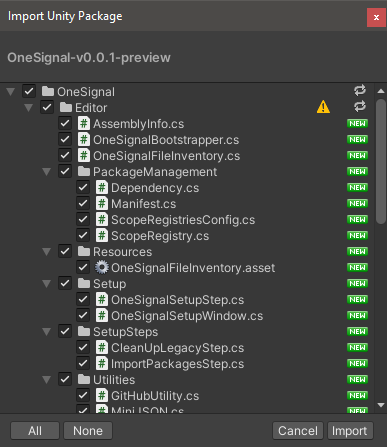 Import Unity Package
x
OneSignal-v0.0.1-preview
OneSignal
Editor
AssemblyInfo.cs NEW
OneSignalBootstrapper.cs NEW
OneSignalFileInventory.cs NEW
PackageManagement NEW
Dependency.cs NEW
Manifest.cs NEW
ScopeRegistriesConfig.cs NEW
ScopeRegistry.cs NEW
Resources NEW
OneSignalFileInventory.asset NEW
Setup NEW
OneSignalSetupStep.cs NEW
OneSignalSetupWindow.cs NEW
SetupSteps NEW
CleanUpLegacyStep.cs NEW
ImportPackagesStep.cs NEW
Utilities NEW
GitHubUtility.cs NEW
MiniJSON.cs NEW
All None Cancel Import